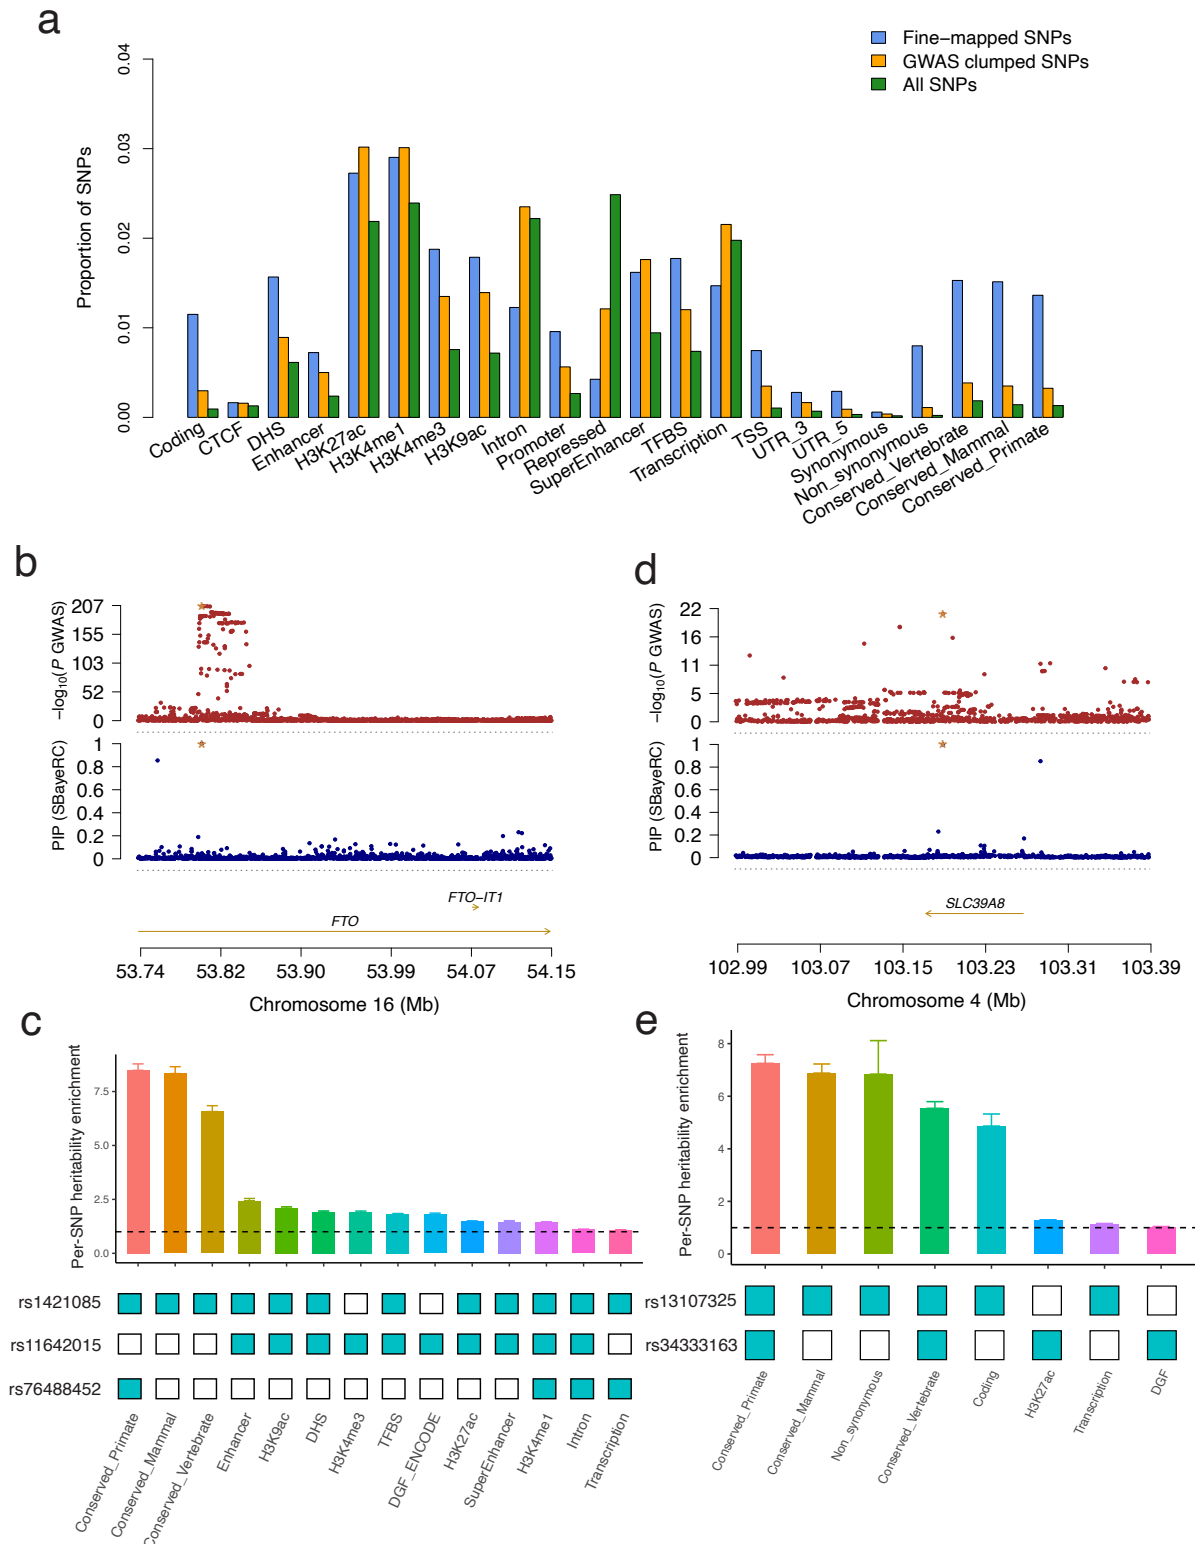 a
Fine−mapped SNPs
GWAS clumped SNPs
All SNPs
Proportion of SNPs
0.04
0.03
0.02
0.01
0.00
Coding
CTCF
DHS
Enhancer
H3K27ac
H3K4me1
H3K4me3
H3K9ac
Intron
Promoter
Repressed
SuperEnhancer
TFBS
Transcription
TSS
UTR_3
UTR_5
Synonymous
Non_synonymous
Conserved_Vertebrate
Conserved_Mammal
Conserved_Primate
b
−log10(P GWAS)
207
155
103
52
0
PIP (SBayeRC)
1
0.8
0.6
0.4
0.2
0
FTO−IT1
FTO
53.74 53.82 53.90 53.99 54.07 54.15
Chromosome 16 (Mb)
d
−log10(P GWAS)
22
16
11
5
0
PIP (SBayeRC)
1
0.8
0.6
0.4
0.2
0
SLC39A8
102.99 103.07 103.15 103.23 103.31 103.39
Chromosome 4 (Mb)
c
Per−SNP heritability enrichment
7.5
5.0
2.5
0.0
rs1421085
rs11642015
rs76488452
Conserved_Primate
Conserved_Mammal
Conserved_Vertebrate
Enhancer
H3K9ac
DHS
H3K4me3
TFBS
DGF_ENCODE
H3K27ac
SuperEnhancer
H3K4me1
Intron
Transcription
e
Per−SNP heritability enrichment
8
6
4
2
0
rs13107325
rs34333163
Conserved_Primate
Conserved_Mammal
Non_synonymous
Conserved_Vertebrate
Coding
H3K27ac
Transcription
DGF